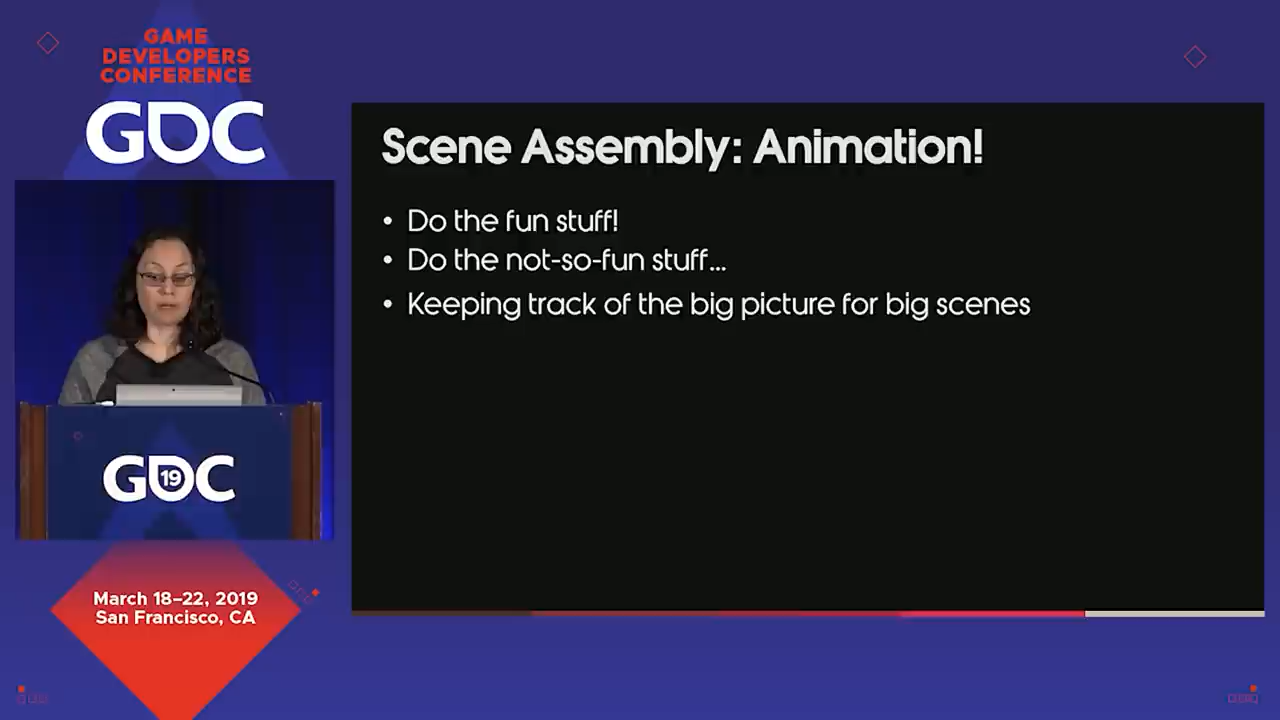 GAME
DEVELOPERS
CONFERENCE
GDC
Scene Assembly: Animation!
• Do the fun stuff!
• Do the not-so-fun stuff...
• Keeping track of the big picture for big scenes
GDC
19
March 18–22, 2019
San Francisco, CA